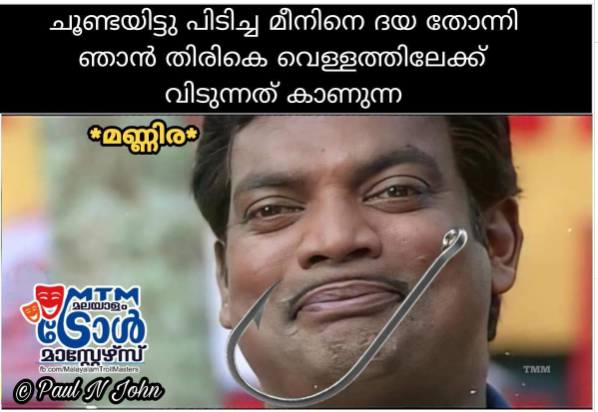 ചൂണ്ടയിട്ടു പിടിച്ച മീനിനെ ദയ തോന്നി
ഞാൻ തിരികെ വെള്ളത്തിലേക്ക്
വിടുന്നത് കാണുന്ന
*മണ്ണിര*
MTM
മലയാളം
ട്രോൾ
മാസ്റ്റേഴ്സ്
fb.com/MalayalamTrollMasters
TMM
© Paul N John